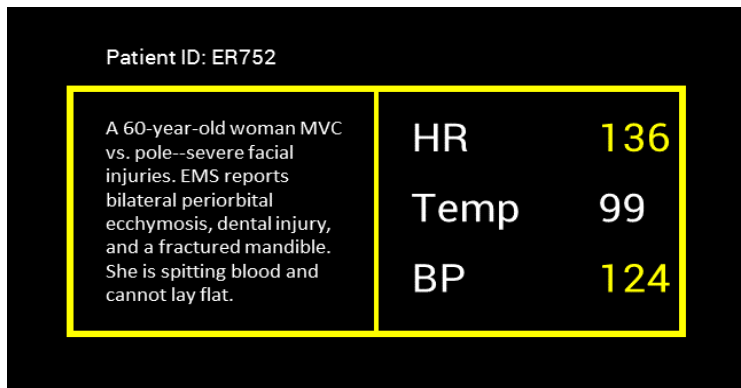 Patient ID: ER752
A 60-year-old woman MVC
vs. pole--severe facial
injuries. EMS reports
bilateral periorbital
ecchymosis, dental injury,
and a fractured mandible.
She is spitting blood and
cannot lay flat.
HR 136
Temp 99
BP 124